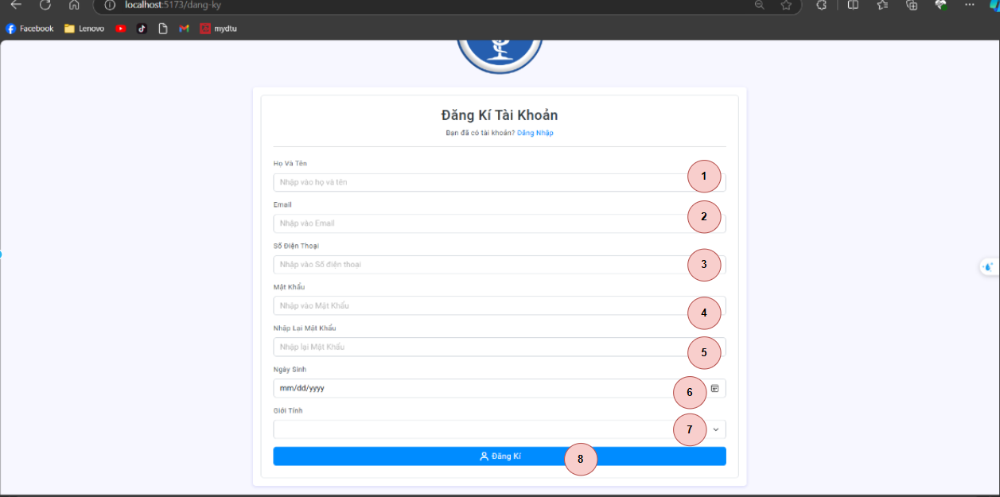 localhost:5173/dang-ky
Facebook Lenovo mydtu
Đăng Kí Tài Khoản
Bạn đã có tài khoản? Đăng Nhập
Họ Và Tên
Nhập vào họ và tên
1
Email
Nhập vào Email
2
Số Điện Thoại
Nhập vào Số điện thoại
3
Mật Khẩu
Nhập vào Mật Khẩu
4
Nhập Lại Mật Khẩu
Nhập lại Mật Khẩu
5
Ngày Sinh
mm/dd/yyyy
6
Giới Tính
7
Đăng Kí
8